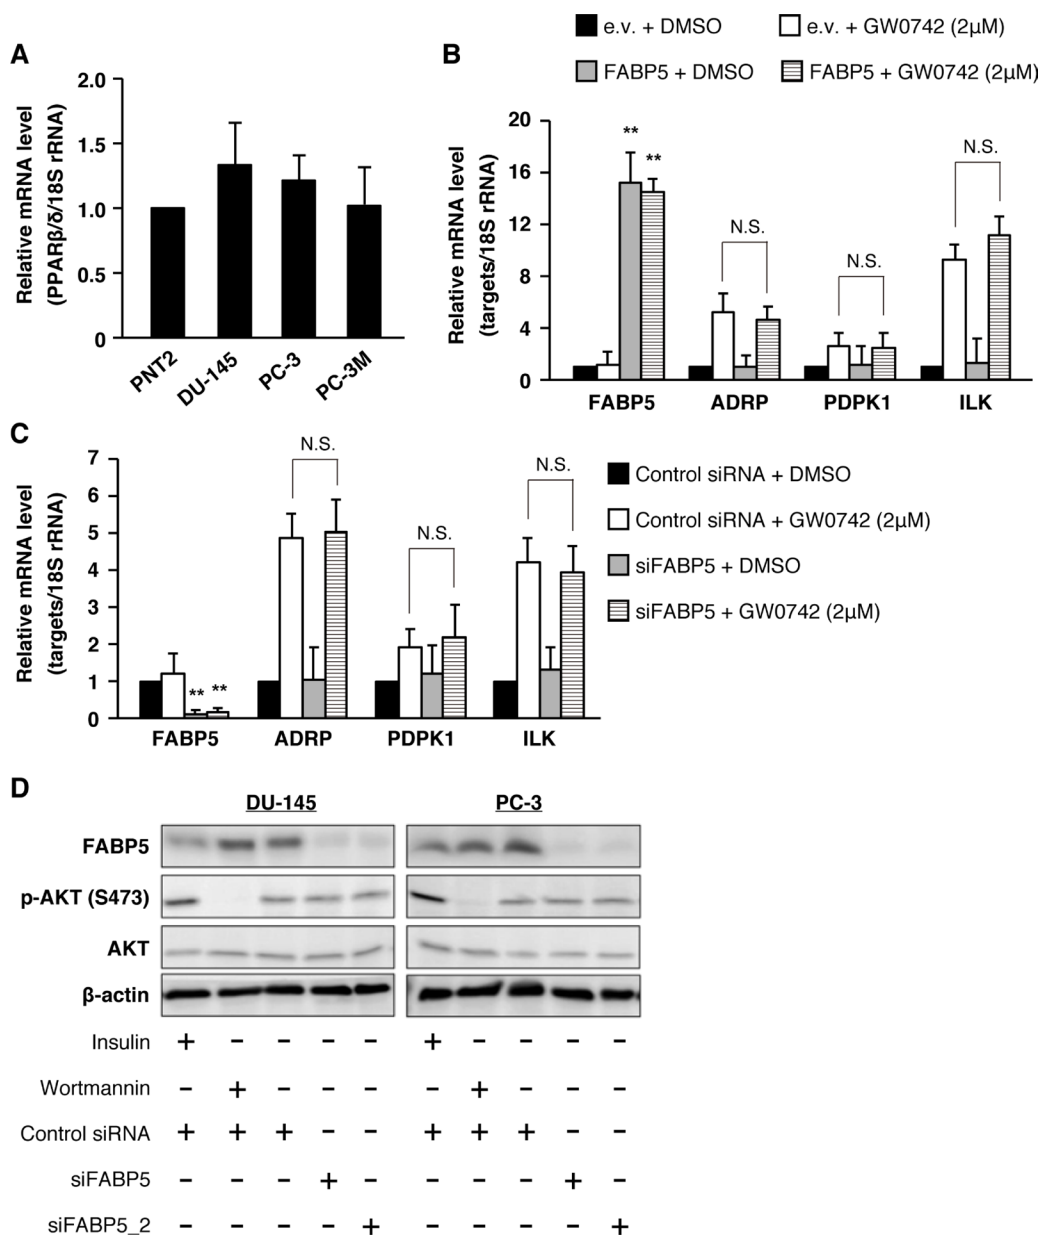 A
Relative mRNA level
(PPARβ/δ/18S rRNA)
2.0
1.5
1.0
0.5
0
PNT2
DU-145
PC-3
PC-3M
B
e.v. + DMSO
e.v. + GW0742 (2μM)
FABP5 + DMSO
FABP5 + GW0742 (2μM)
Relative mRNA level
(targets/18S rRNA)
20
16
12
8
4
0
**
**
N.S.
N.S.
N.S.
FABP5
ADRP
PDPK1
ILK
C
Relative mRNA level
(targets/18S rRNA)
7
6
5
4
3
2
1
0
**
**
N.S.
N.S.
N.S.
FABP5
ADRP
PDPK1
ILK
Control siRNA + DMSO
Control siRNA + GW0742 (2μM)
siFABP5 + DMSO
siFABP5 + GW0742 (2μM)
D
DU-145
PC-3
FABP5
p-AKT (S473)
AKT
β-actin
Insulin + − − − − + − − − −
Wortmannin − + − − − − + − − −
Control siRNA + + + − − + + + − −
siFABP5 − − − + − − − − + −
siFABP5_2 − − − − + − − − − +